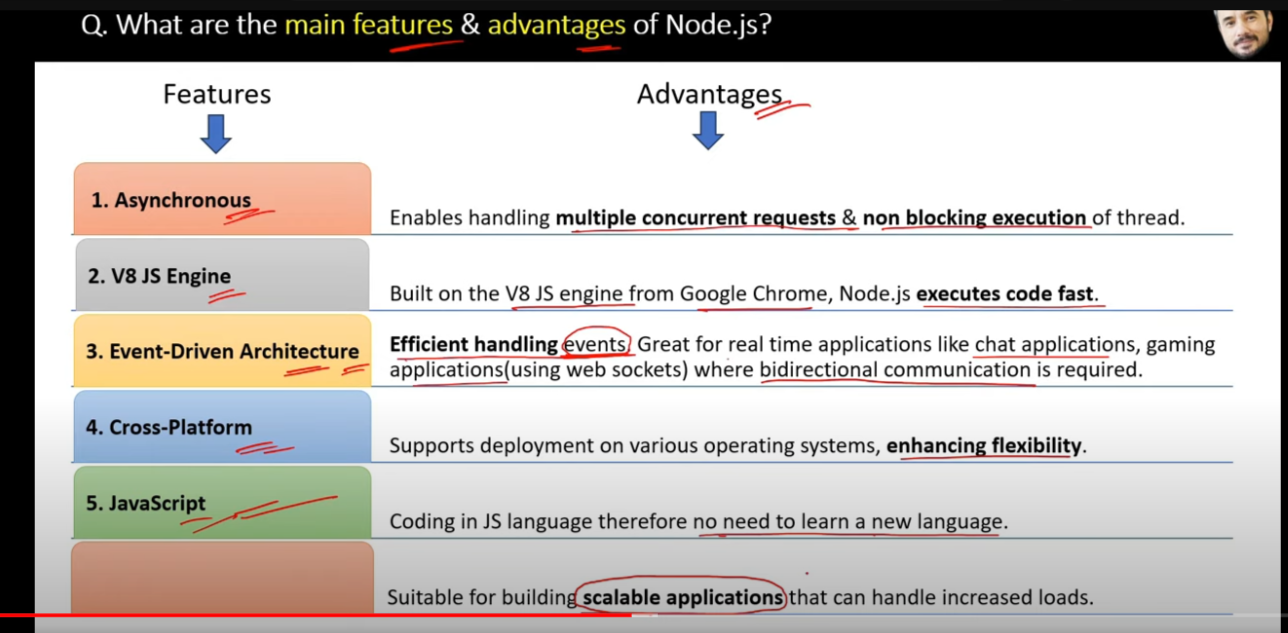 Q. What are the main features & advantages of Node.js?
Features
Advantages
1. Asynchronous
Enables handling multiple concurrent requests & non blocking execution of thread.
2. V8 JS Engine
Built on the V8 JS engine from Google Chrome, Node.js executes code fast.
3. Event-Driven Architecture
Efficient handling events. Great for real time applications like chat applications, gaming
applications(using web sockets) where bidirectional communication is required.
4. Cross-Platform
Supports deployment on various operating systems, enhancing flexibility.
5. JavaScript
Coding in JS language therefore no need to learn a new language.
Suitable for building scalable applications that can handle increased loads.